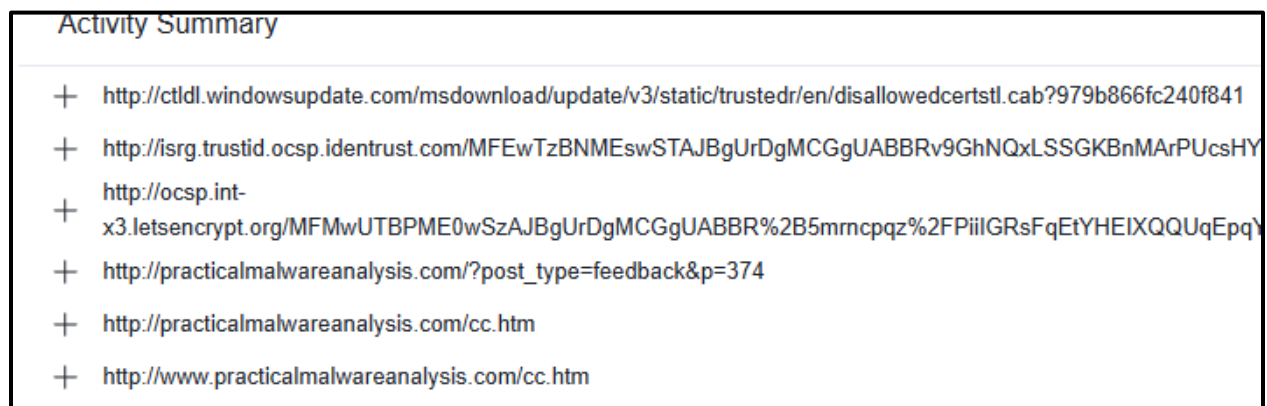 Activity Summary
http://ctldl.windowsupdate.com/msdownload/update/v3/static/trustedr/en/disallowedcertstl.cab?979b866fc240f841
http://isrg.trustid.ocsp.identrust.com/MFEwTzBNMEswSTAJBgUrDgMCGgUABBRv9GhNQxLSSGKBnMArPUcsHY
http://ocsp.int-
x3.letsencrypt.org/MFMwUTBPME0wSzAJBgUrDgMCGgUABBR%2B5mrncpqz%2FPiiIGRsFqEtYHEIXQQUqEpqY
http://practicalmalwareanalysis.com/?post_type=feedback&p=374
http://practicalmalwareanalysis.com/cc.htm
http://www.practicalmalwareanalysis.com/cc.htm